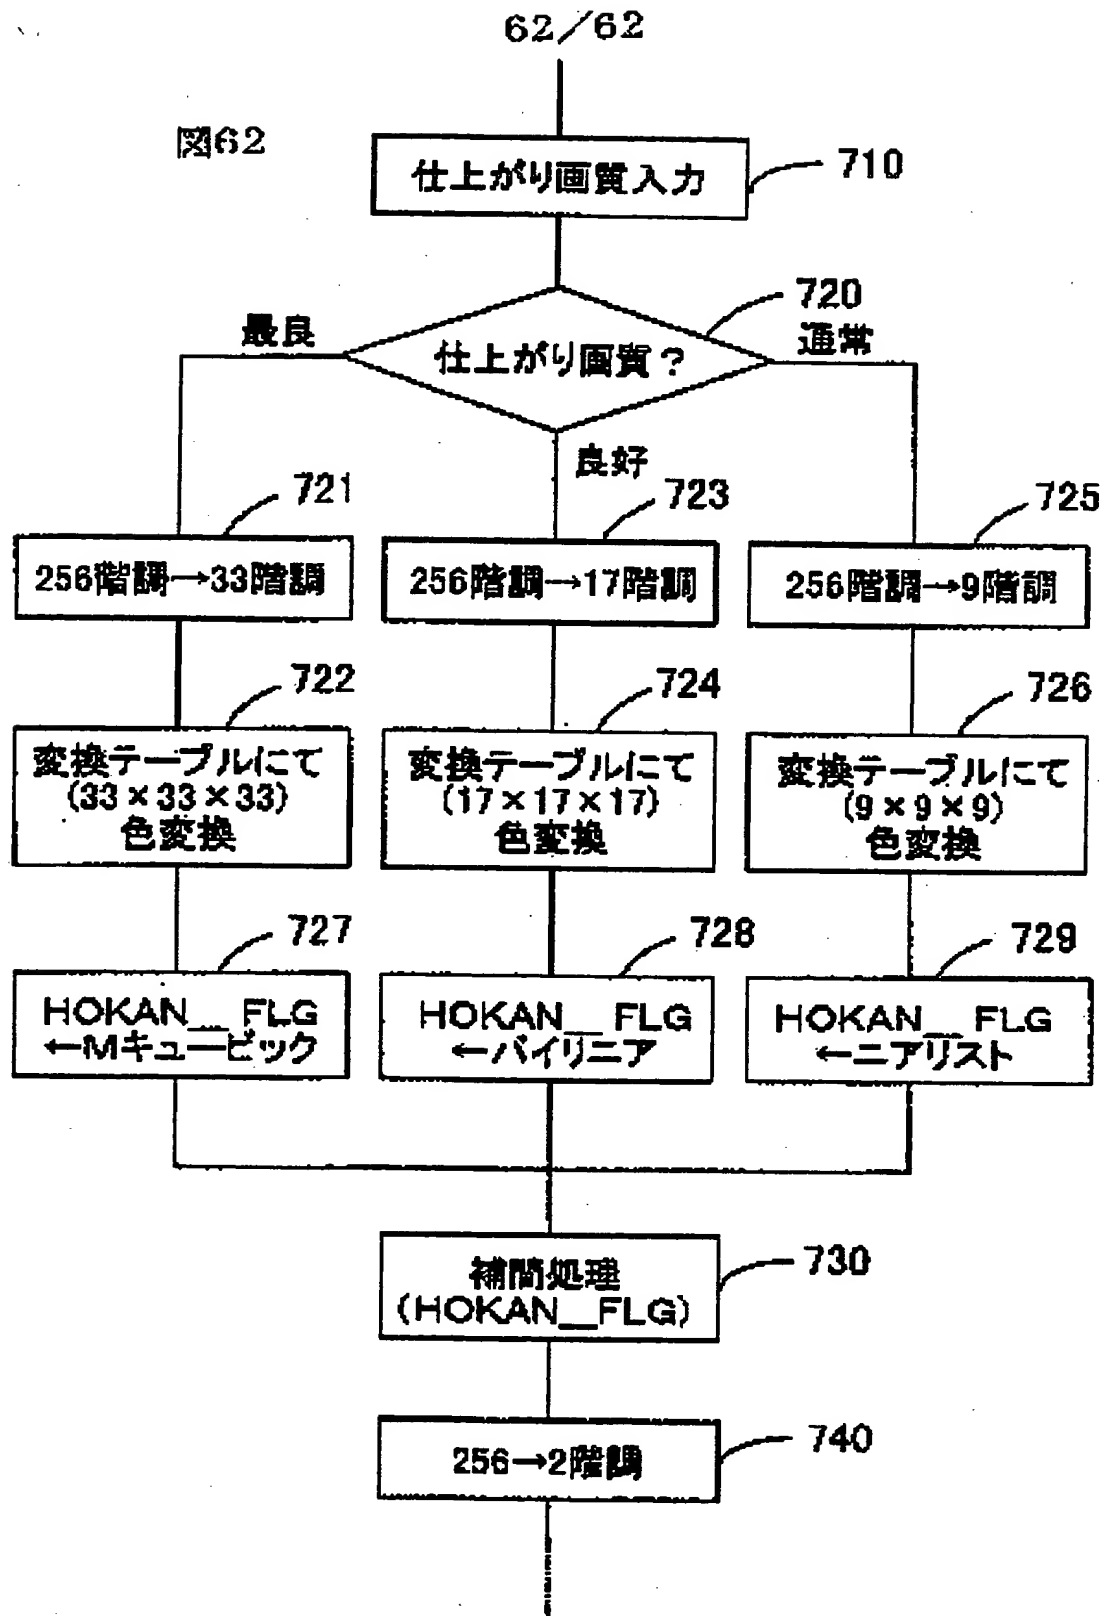 62/62
図62
仕上がり画質入力
710
720
最良
通常
仕上がり画質?
良好
721
723
725
256階調→33階調
256階調→17階調
256階調→9階調
722
724
726
変換テーブルにて
(33×33×33)
色変換
変換テーブルにて
(17×17×17)
色変換
変換テーブルにて
(9×9×9)
色変換
727
728
729
HOKAN__FLG
←Mキュービック
HOKAN__FLG
←バイリニア
HOKAN__FLG
←ニアリスト
730
補間処理
(HOKAN__FLG)
740
256→2階調